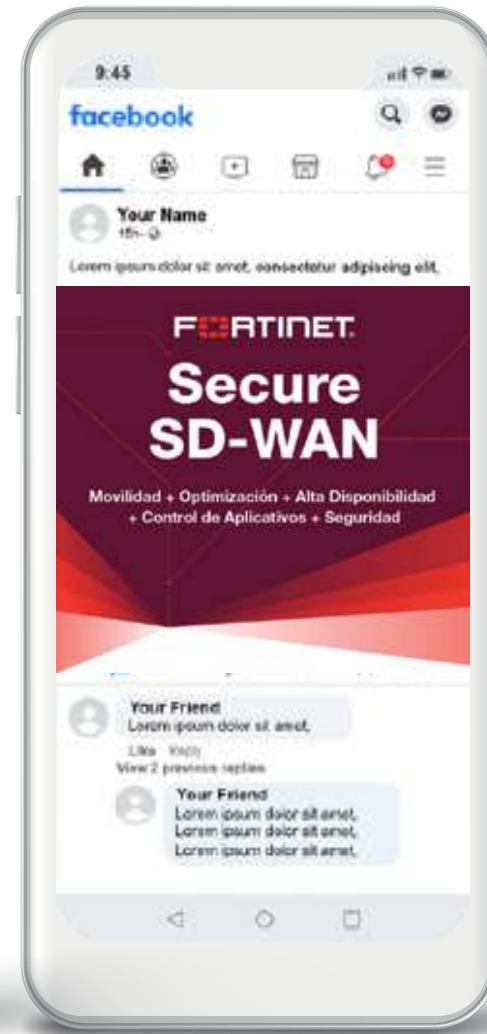 9:45
facebook
Your Name
Lorem ipsum dolor sit amet, consectetur adipiscing elit,
FORTINET
Secure
SD-WAN
Movilidad + Optimización + Alta Disponibilidad
+ Control de Aplicativos + Seguridad
Your Friend
Lorem ipsum dolor sit amet,
Like Reply
View 2 previous replies
Your Friend
Lorem ipsum dolor sit amet,
Lorem ipsum dolor sit amet,
Lorem ipsum dolor sit amet,